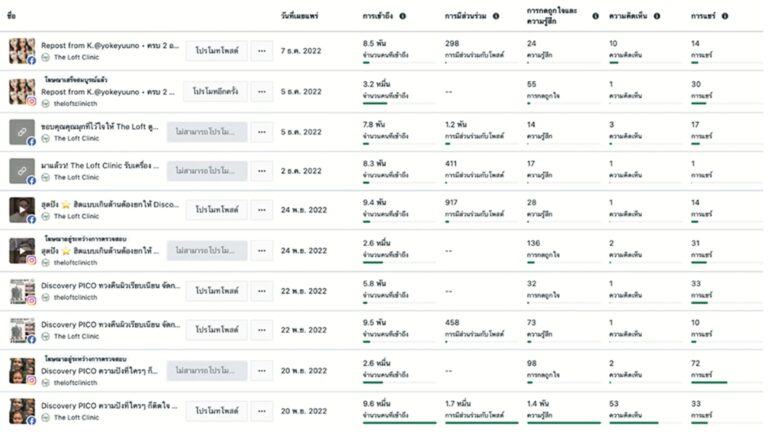 ชื่อ
วันที่เผยแพร่
การเข้าถึง
การมีส่วนร่วม
การกดถูกใจและ
ความรู้สึก
ความคิดเห็น
การแชร์
Repost from K.@yokeyuuno • ครบ 2 อ...
The Loft Clinic
โปรโมทโพสต์
7 ธ.ค. 2022
8.5 พัน
จำนวนคนที่เข้าถึง
298
การมีส่วนร่วมกับโพสต์
24
ความรู้สึก
10
ความคิดเห็น
14
การแชร์
โฆษณาเสร็จสมบูรณ์แล้ว
Repost from K.@yokeyuuno • ครบ 2 ...
theloftclinicth
โปรโมทอีกครั้ง
5 ธ.ค. 2022
3.2 หมื่น
จำนวนคนที่เข้าถึง
--
55
การกดถูกใจ
1
ความคิดเห็น
30
การแชร์
ขอบคุณคุณมุกที่ไว้ใจให้ The Loft ดู...
The Loft Clinic
ไม่สามารถโปรโม...
5 ธ.ค. 2022
7.8 พัน
จำนวนคนที่เข้าถึง
1.2 พัน
การมีส่วนร่วมกับโพสต์
14
ความรู้สึก
3
ความคิดเห็น
17
การแชร์
มาแล้วว! The Loft Clinic รับเครื่อง ...
The Loft Clinic
ไม่สามารถโปรโม...
2 ธ.ค. 2022
8.3 พัน
จำนวนคนที่เข้าถึง
411
การมีส่วนร่วมกับโพสต์
17
ความรู้สึก
1
ความคิดเห็น
1
การแชร์
สุดปัง ⭐ ฮิตแบบเกินต้านต้องยกให้ Disco...
The Loft Clinic
โปรโมทโพสต์
24 พ.ย. 2022
9.4 พัน
จำนวนคนที่เข้าถึง
917
การมีส่วนร่วมกับโพสต์
28
ความรู้สึก
1
ความคิดเห็น
14
การแชร์
โฆษณาอยู่ระหว่างการตรวจสอบ
สุดปัง ⭐ ฮิตแบบเกินต้านต้องยกให้ ...
theloftclinicth
ไม่สามารถโปรโม...
24 พ.ย. 2022
2.6 หมื่น
จำนวนคนที่เข้าถึง
--
136
การกดถูกใจ
2
ความคิดเห็น
31
การแชร์
Discovery PICO ทวงคืนผิวเรียบเนียน จัดก...
theloftclinicth
โปรโมทโพสต์
22 พ.ย. 2022
5.8 พัน
จำนวนคนที่เข้าถึง
--
32
การกดถูกใจ
1
ความคิดเห็น
33
การแชร์
Discovery PICO ทวงคืนผิวเรียบเนียน จัดก...
The Loft Clinic
โปรโมทโพสต์
22 พ.ย. 2022
9.5 พัน
จำนวนคนที่เข้าถึง
458
การมีส่วนร่วมกับโพสต์
73
ความรู้สึก
1
ความคิดเห็น
10
การแชร์
โฆษณาอยู่ระหว่างการตรวจสอบ
Discovery PICO ความปังที่ใครๆ ก็...
theloftclinicth
ไม่สามารถโปรโม...
20 พ.ย. 2022
2.6 หมื่น
จำนวนคนที่เข้าถึง
--
98
การกดถูกใจ
2
ความคิดเห็น
72
การแชร์
Discovery PICO ความปังที่ใครๆ ก็ติดใจ ...
The Loft Clinic
โปรโมทโพสต์
20 พ.ย. 2022
9.6 หมื่น
จำนวนคนที่เข้าถึง
1.7 หมื่น
การมีส่วนร่วมกับโพสต์
1.4 พัน
ความรู้สึก
53
ความคิดเห็น
33
การแชร์